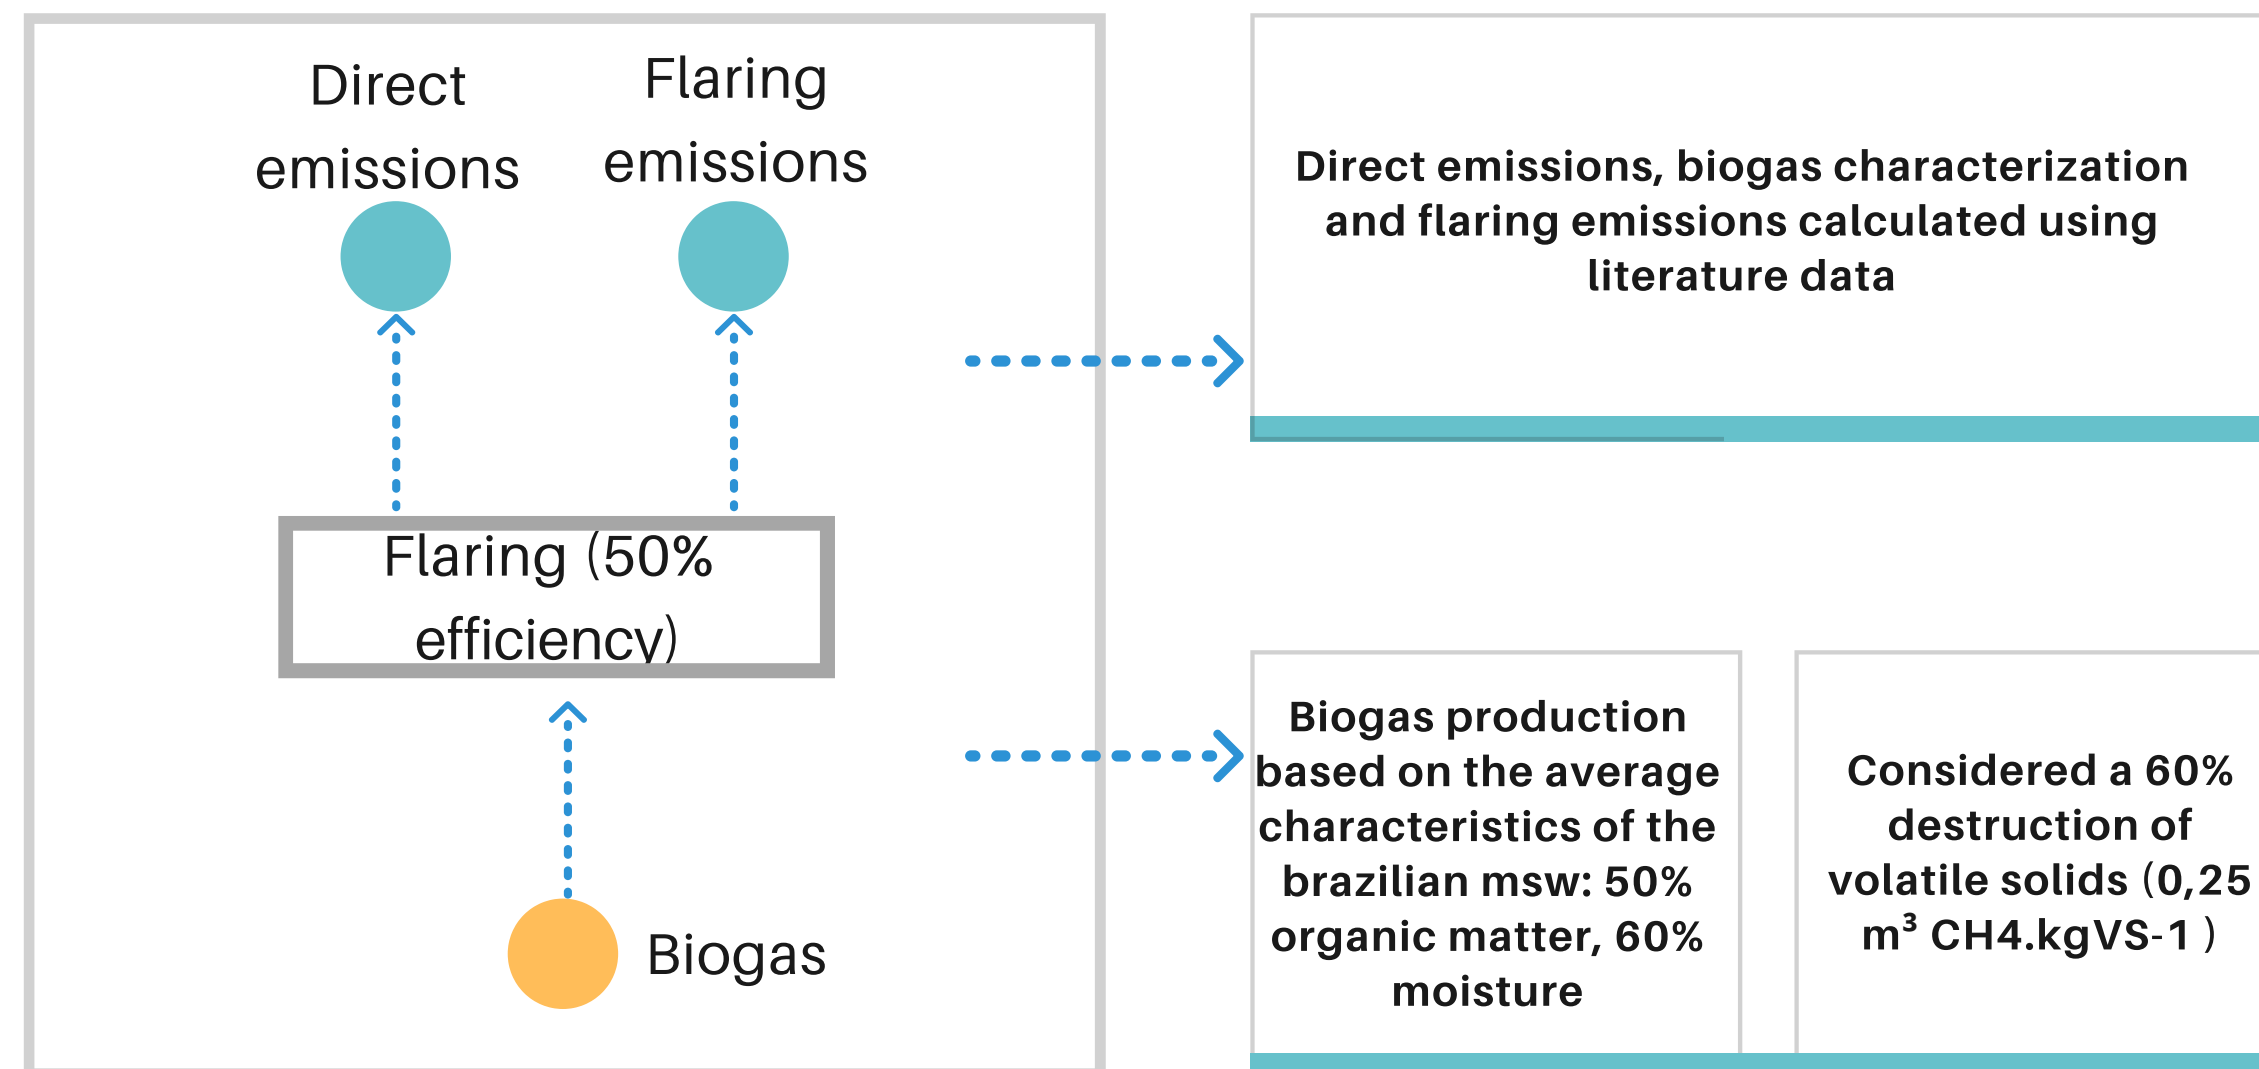 Direct
emissions
Flaring
emissions
Flaring (50%
efficiency)
Biogas
Direct emissions, biogas characterization
and flaring emissions calculated using
literature data
Biogas production
based on the average
characteristics of the
brazilian msw: 50%
organic matter, 60%
moisture
Considered a 60%
destruction of
volatile solids (0,25
m³ CH4.kgVS-1 )